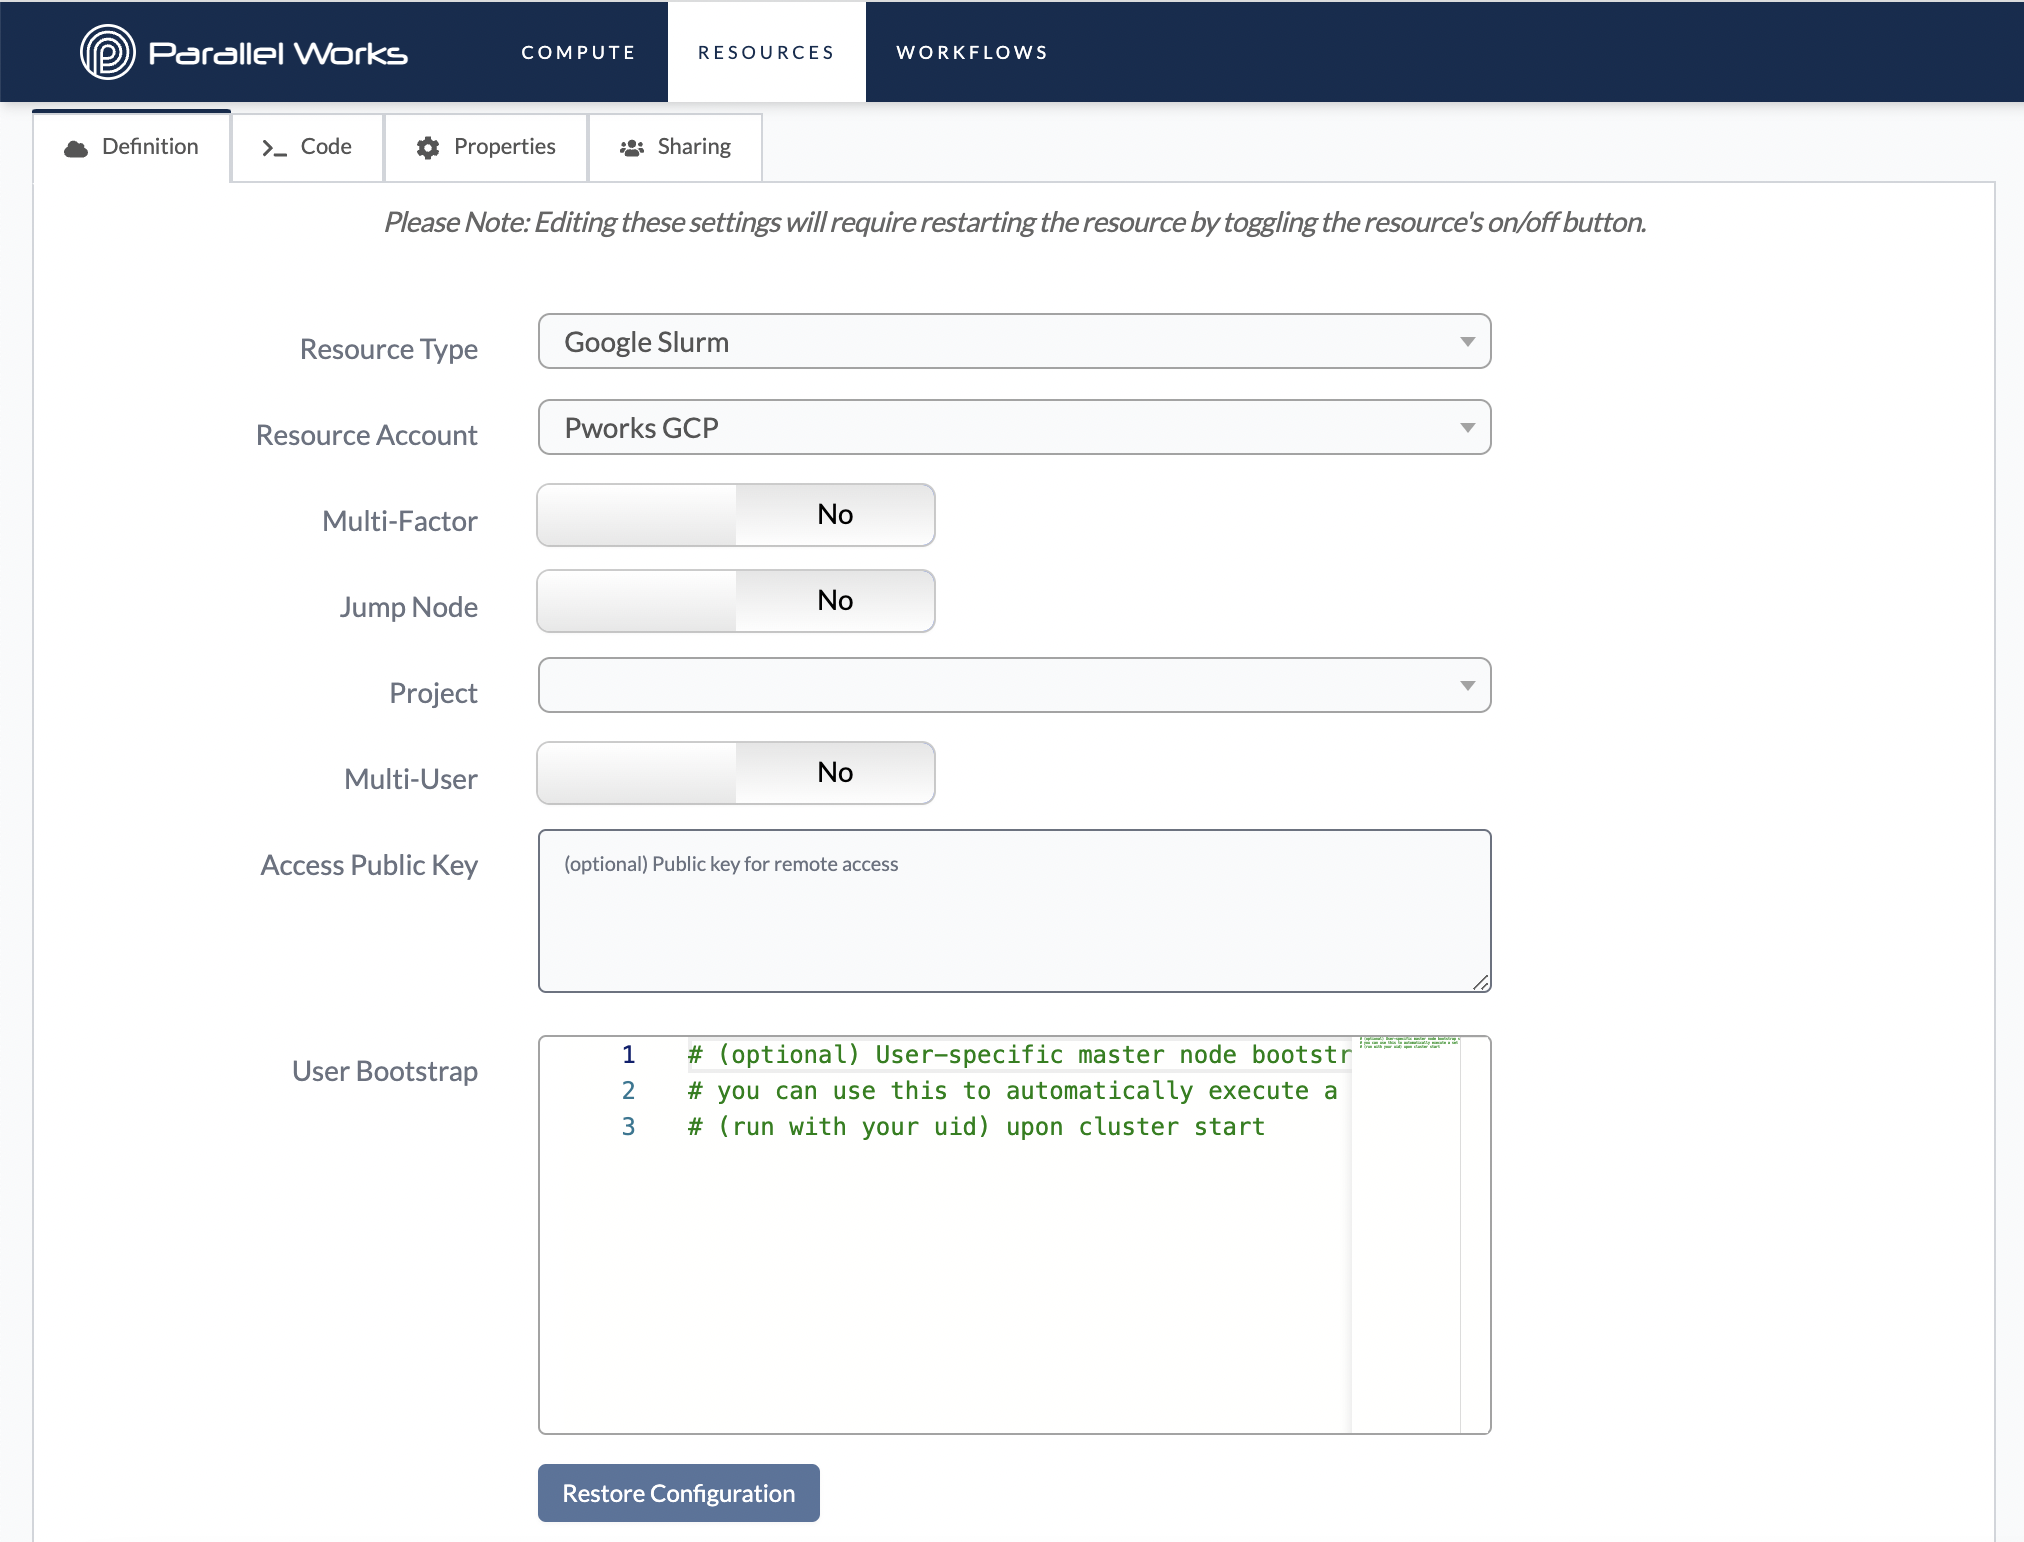 Parallel Works
COMPUTE
RESOURCES
WORKFLOWS
Definition
Code
Properties
Sharing
Please Note: Editing these settings will require restarting the resource by toggling the resource's on/off button.
Resource Type
Google Slurm
Resource Account
Pworks GCP
Multi-Factor
No
Jump Node
No
Project
Multi-User
No
Access Public Key
(optional) Public key for remote access
User Bootstrap
1 # (optional) User-specific master node bootstr
2 # you can use this to automatically execute a
3 # (run with your uid) upon cluster start
Restore Configuration